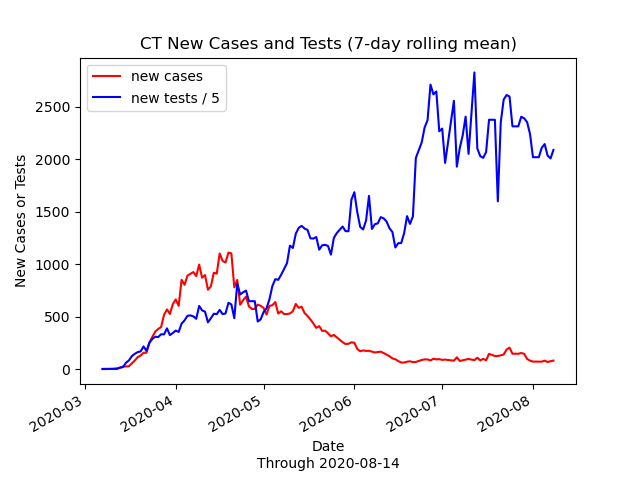 CT New Cases and Tests (7-day rolling mean)
new cases
new tests / 5
New Cases or Tests
2500
2000
1500
1000
500
0
2020-03
2020-04
2020-05
2020-06
2020-07
2020-08
Date
Through 2020-08-14